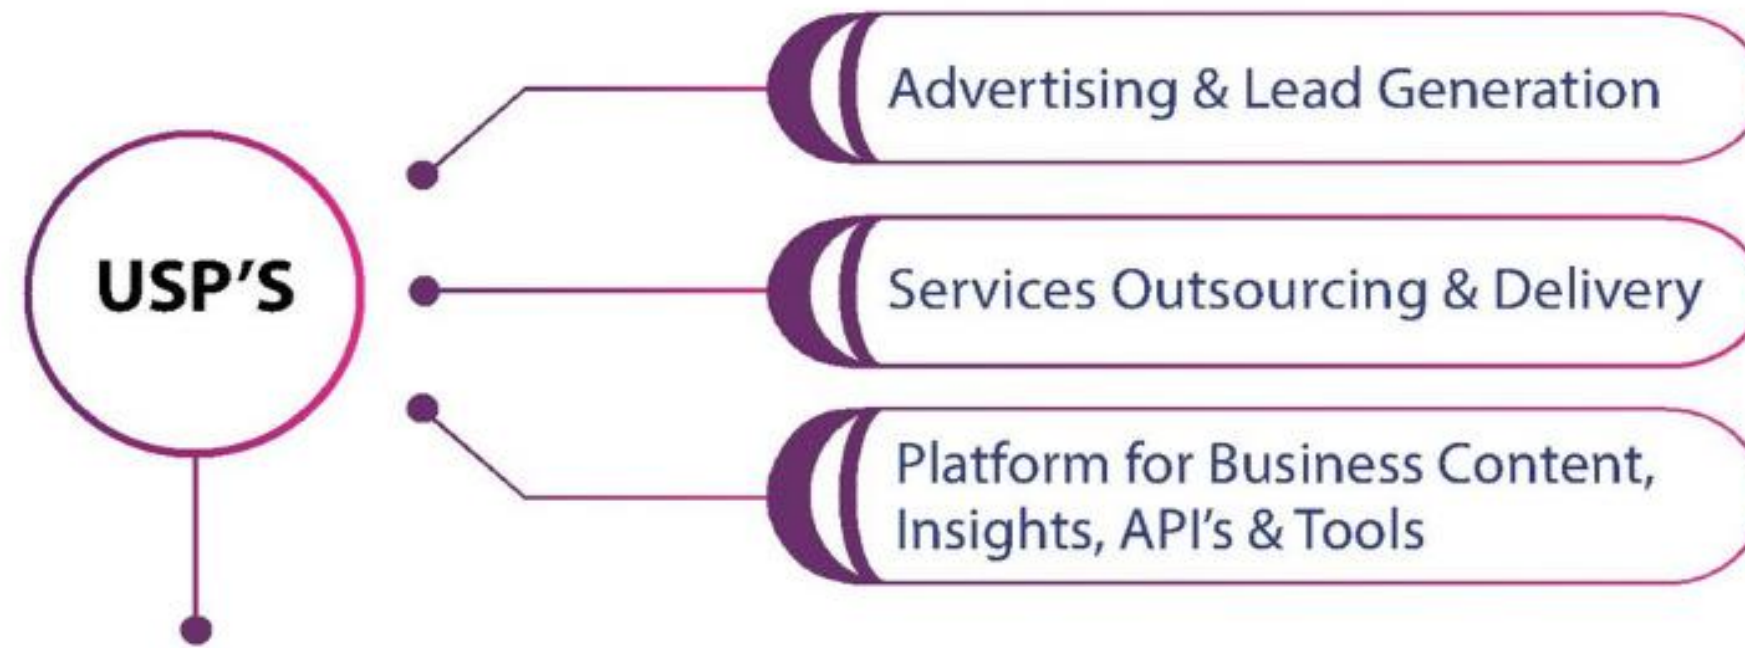 USP’S
Advertising & Lead Generation
Services Outsourcing & Delivery
Platform for Business Content,
Insights, API’s & Tools